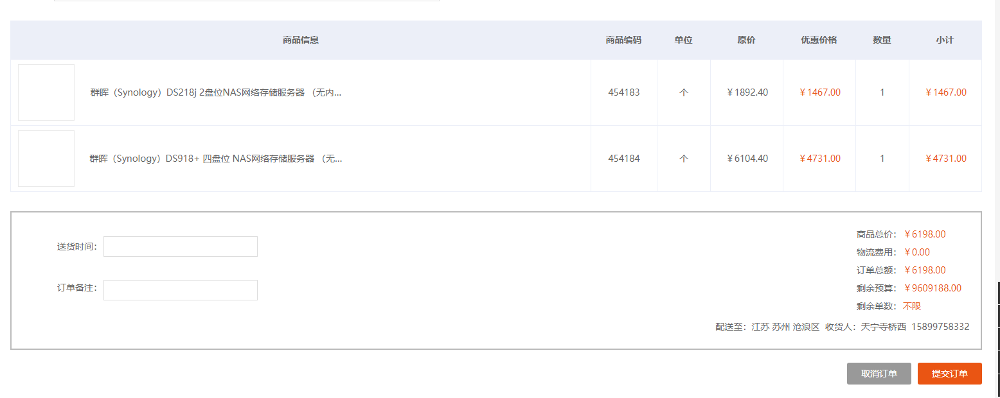 商品信息 商品编码 单位 原价 优惠价格 数量 小计
群晖（Synology）DS218j 2盘位NAS网络存储服务器 （无内... 454183 个 ￥1892.40 ￥1467.00 1 ￥1467.00
群晖（Synology）DS918+ 四盘位 NAS网络存储服务器 （无... 454184 个 ￥6104.40 ￥4731.00 1 ￥4731.00
送货时间：
订单备注：
商品总价： ￥6198.00
物流费用： ￥0.00
订单总额： ￥6198.00
剩余预算： ￥9609188.00
剩余单数： 不限
配送至：江苏 苏州 沧浪区 收货人：天宁寺桥西 15899758332
取消订单 提交订单